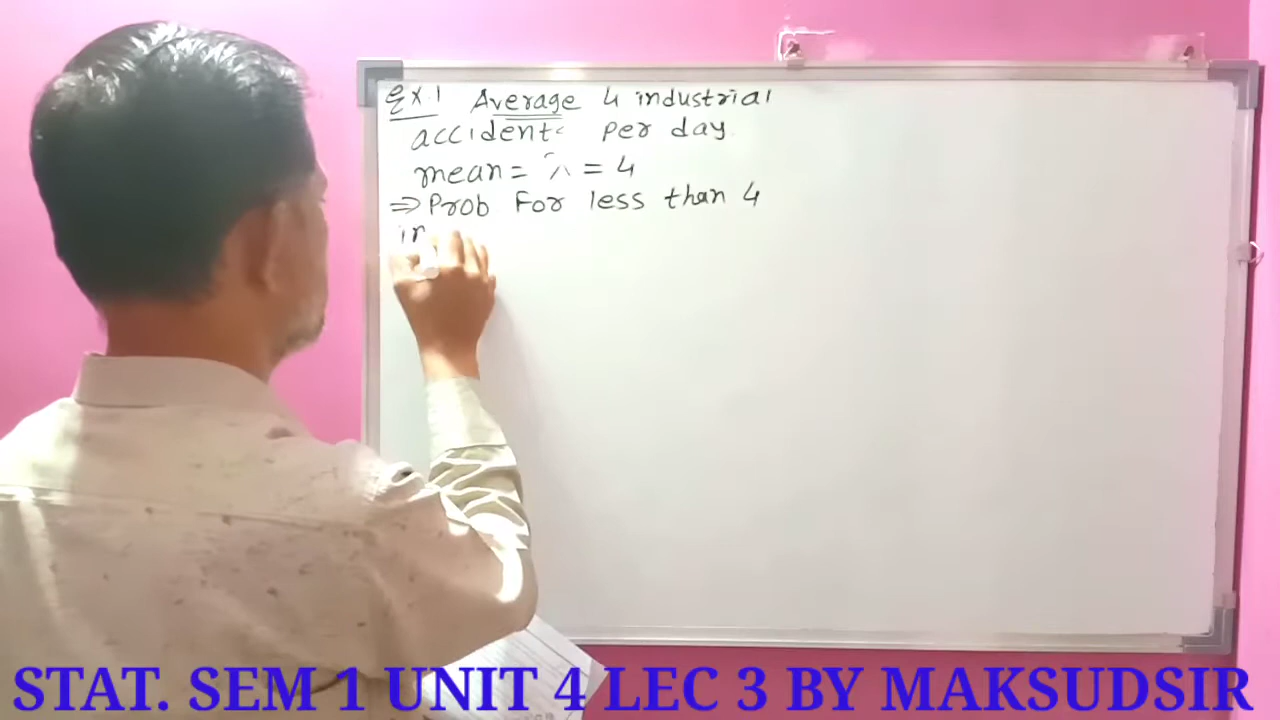 Ex.1 Average 4 industrial
accidents per day.
mean = λ = 4
⇒ Prob. For less than 4
in
STAT. SEM 1 UNIT 4 LEC 3 BY MAKSUDSIR